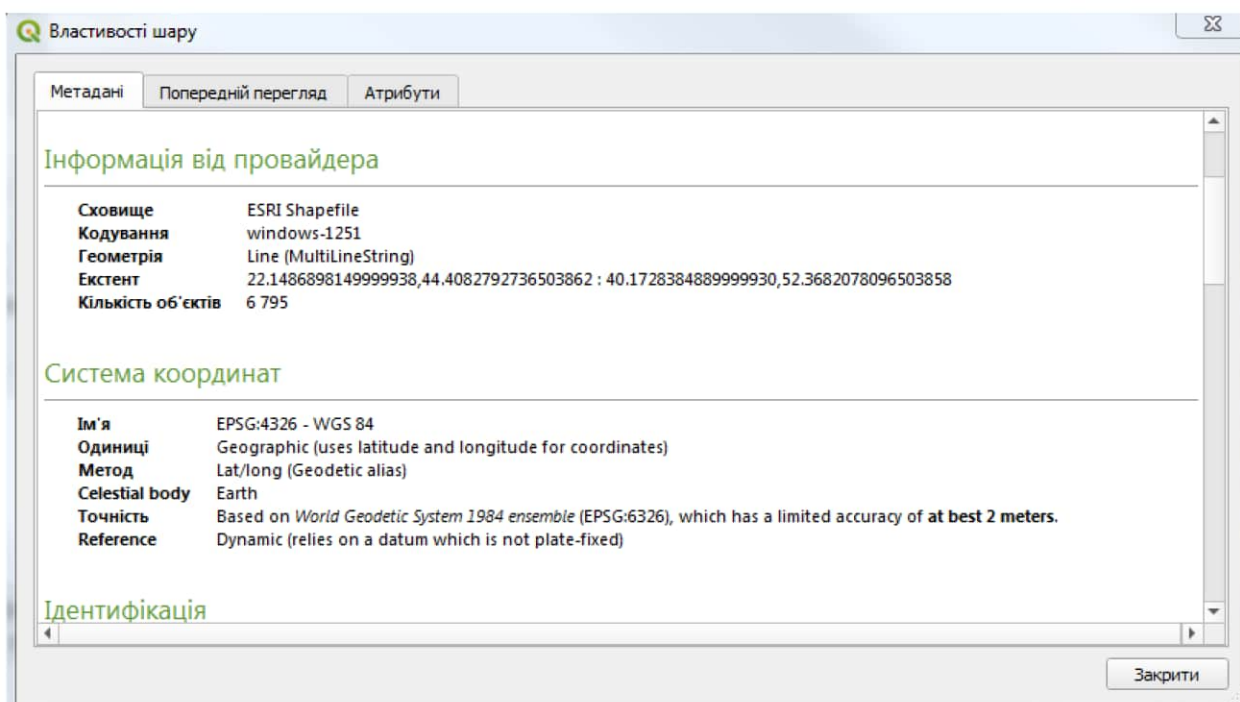 Властивості шару
Метадані Попередній перегляд Атрибути
Інформація від провайдера
Сховище ESRI Shapefile
Кодування windows-1251
Геометрія Line (MultiLineString)
Екстент 22.1486898149999938,44.4082792736503862 : 40.1728384889999930,52.3682078096503858
Кількість об'єктів 6 795
Система координат
Ім'я EPSG:4326 - WGS 84
Одиниці Geographic (uses latitude and longitude for coordinates)
Метод Lat/long (Geodetic alias)
Celestial body Earth
Точність Based on World Geodetic System 1984 ensemble (EPSG:6326), which has a limited accuracy of at best 2 meters.
Reference Dynamic (relies on a datum which is not plate-fixed)
Ідентифікація
Закрити